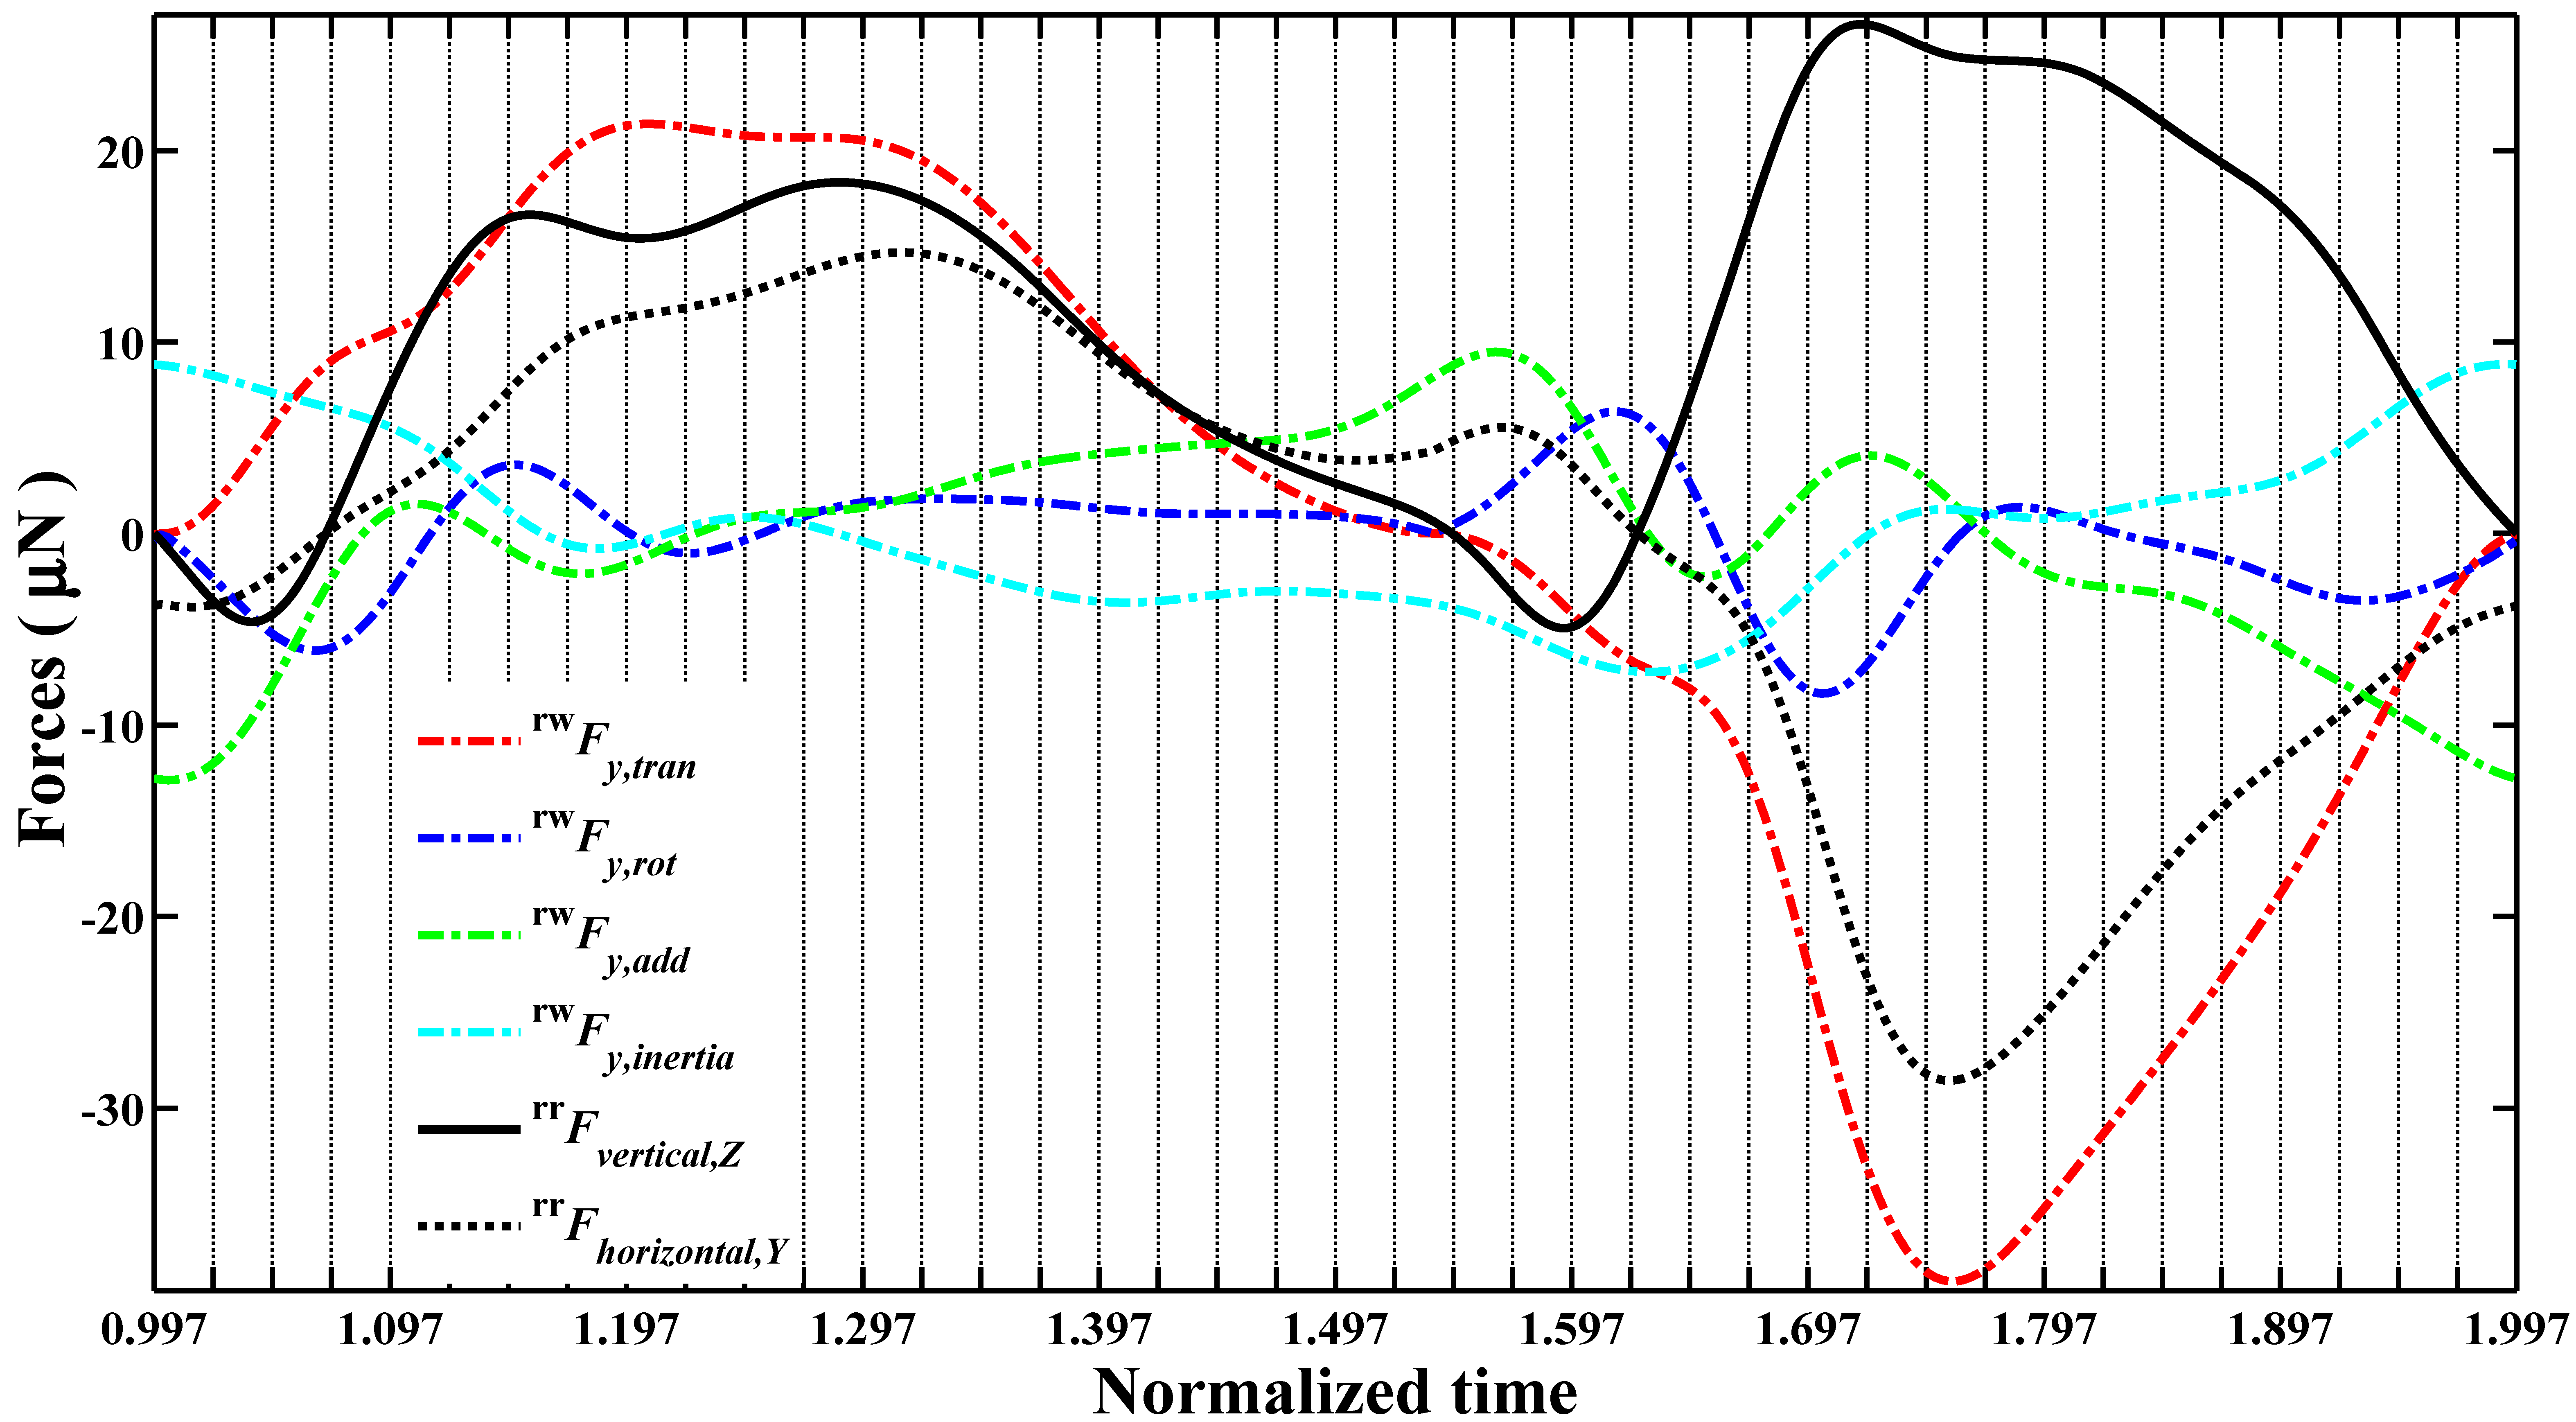 Forces ( μN )
20
10
0
-10
-20
-30
rwFy,tran
rwFy,rot
rwFy,add
rwFy,inertia
rrFvertical,Z
rrFhorizontal,Y
0.997 1.097 1.197 1.297 1.397 1.497 1.597 1.697 1.797 1.897 1.997
Normalized time